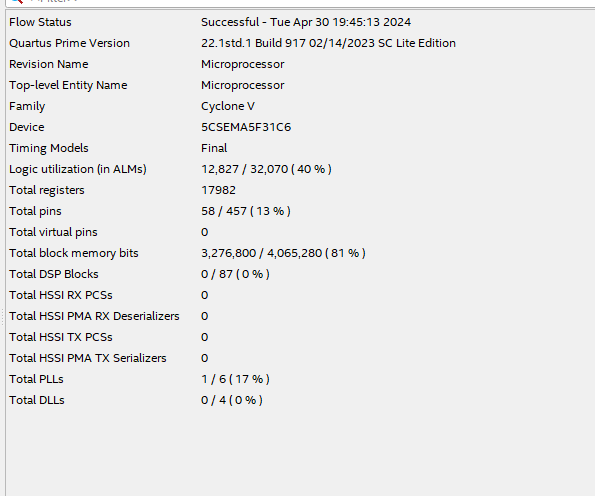 Flow Status Successful - Tue Apr 30 19:45:13 2024
Quartus Prime Version 22.1std.1 Build 917 02/14/2023 SC Lite Edition
Revision Name Microprocessor
Top-level Entity Name Microprocessor
Family Cyclone V
Device 5CSEMA5F31C6
Timing Models Final
Logic utilization (in ALMs) 12,827 / 32,070 ( 40 % )
Total registers 17982
Total pins 58 / 457 ( 13 % )
Total virtual pins 0
Total block memory bits 3,276,800 / 4,065,280 ( 81 % )
Total DSP Blocks 0 / 87 ( 0 % )
Total HSSI RX PCSs 0
Total HSSI PMA RX Deserializers 0
Total HSSI TX PCSs 0
Total HSSI PMA TX Serializers 0
Total PLLs 1 / 6 ( 17 % )
Total DLLs 0 / 4 ( 0 % )